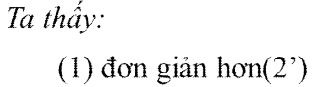 Ta thấy:
(1) đơn giản hơn(2’)